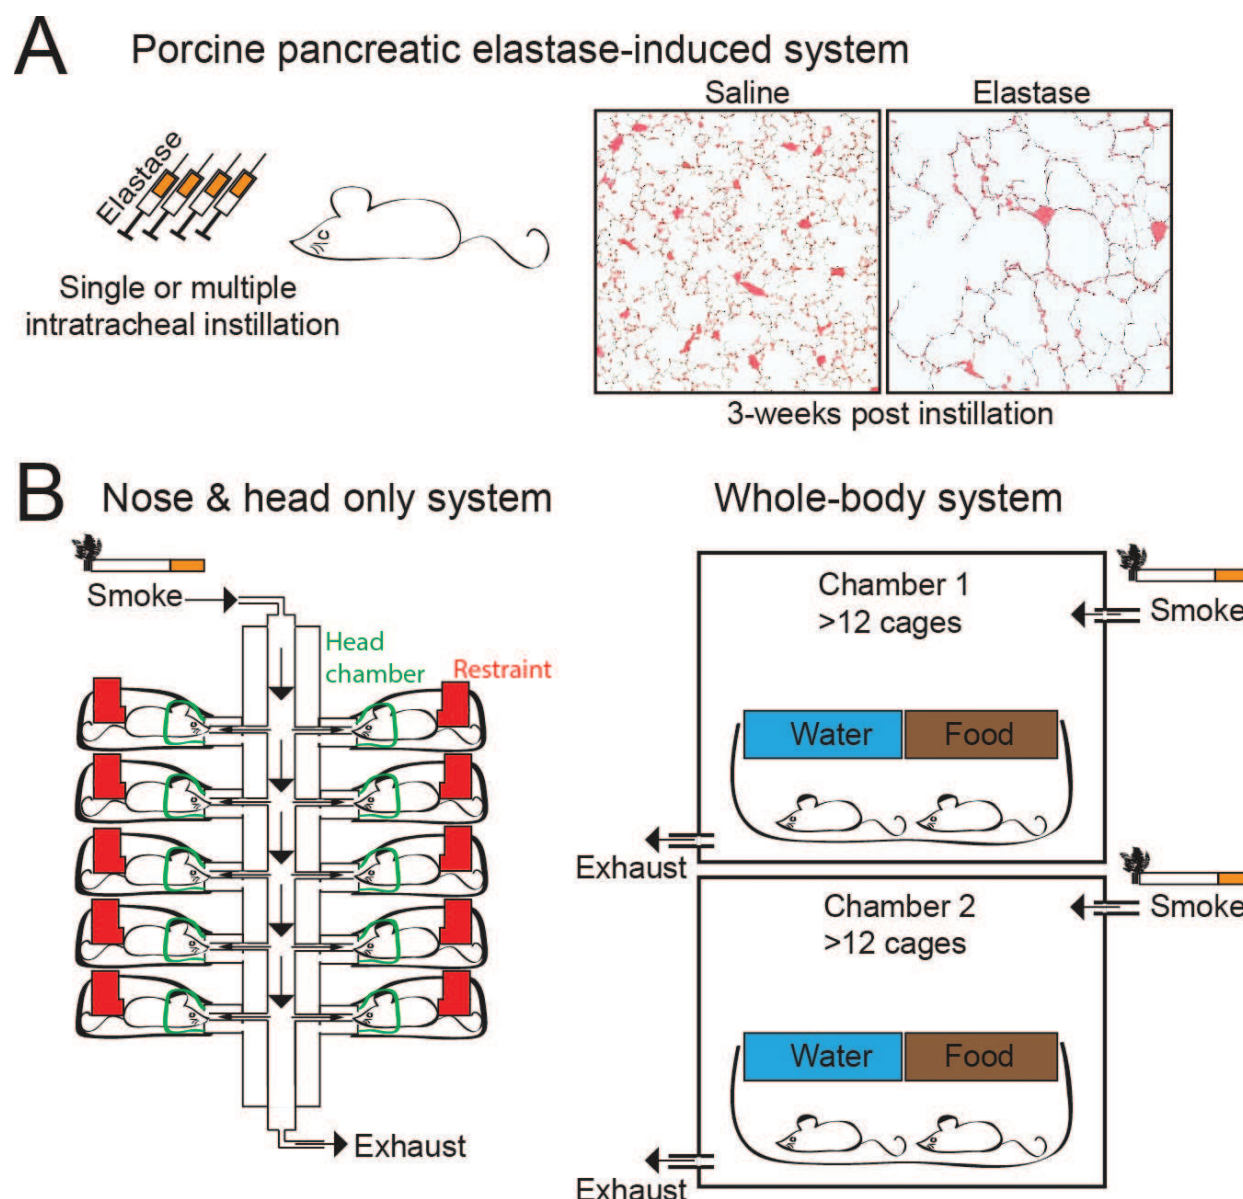 A
Porcine pancreatic elastase-induced system
Saline
Elastase
Elastase
Single or multiple
intratracheal instillation
3-weeks post instillation
B
Nose & head only system
Whole-body system
Smoke
Head
chamber
Restraint
Exhaust
Chamber 1
>12 cages
Smoke
Water
Food
Exhaust
Chamber 2
>12 cages
Smoke
Water
Food
Exhaust